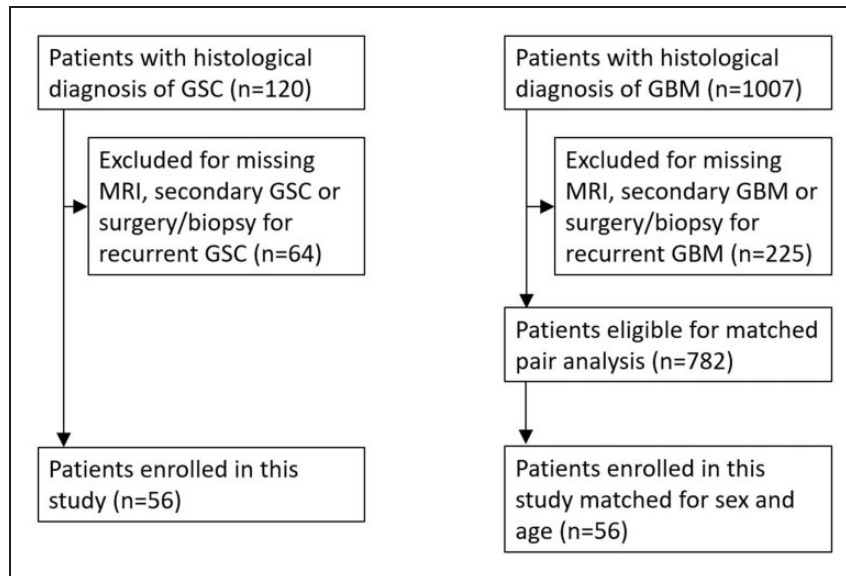 Patients with histological
diagnosis of GSC (n=120)
Excluded for missing
MRI, secondary GSC or
surgery/biopsy for
recurrent GSC (n=64)
Patients enrolled in this
study (n=56)
Patients with histological
diagnosis of GBM (n=1007)
Excluded for missing
MRI, secondary GBM or
surgery/biopsy for
recurrent GBM (n=225)
Patients eligible for matched
pair analysis (n=782)
Patients enrolled in this
study matched for sex and
age (n=56)